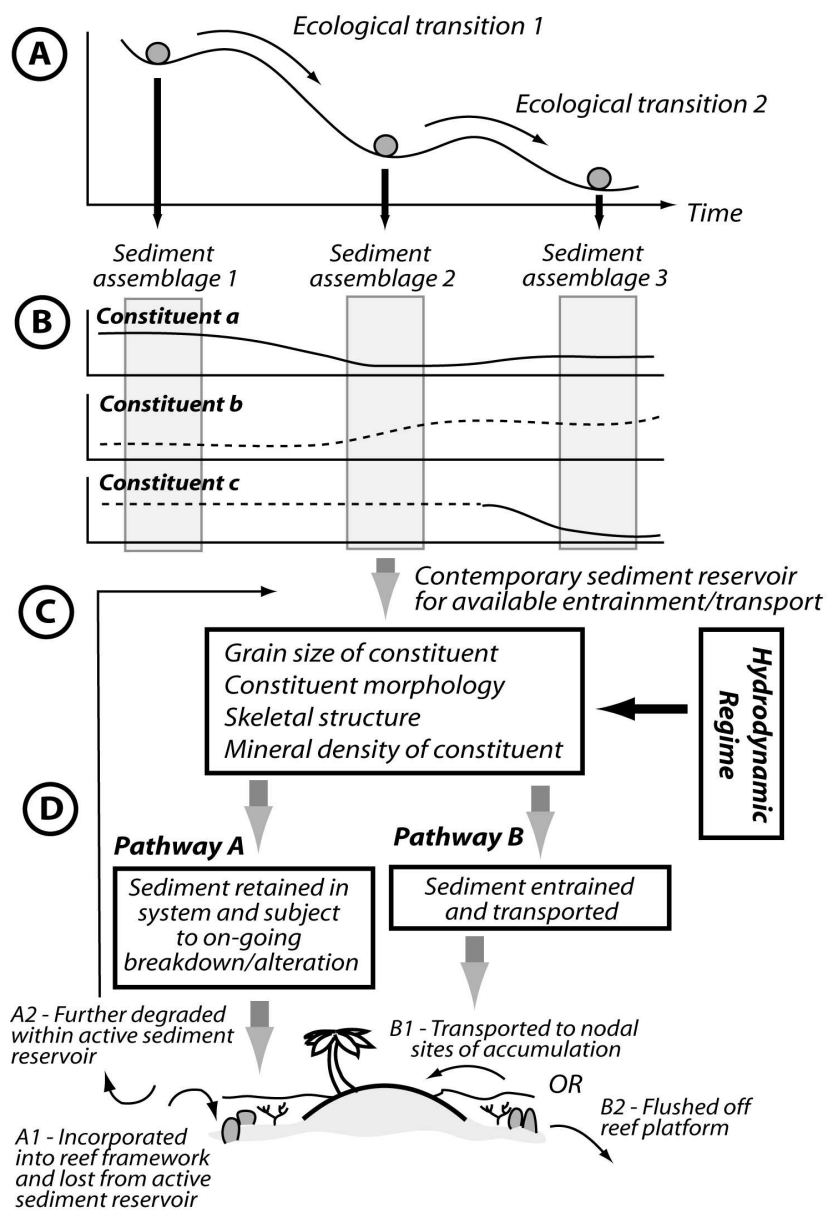 A
Ecological transition 1
Ecological transition 2
Time
Sediment
assemblage 1
Sediment
assemblage 2
Sediment
assemblage 3
B
Constituent a
Constituent b
Constituent c
C
Contemporary sediment reservoir
for available entrainment/transport
Grain size of constituent
Constituent morphology
Skeletal structure
Mineral density of constituent
Hydrodynamic
Regime
D
Pathway A
Pathway B
Sediment retained in
system and subject
to on-going
breakdown/alteration
Sediment entrained
and transported
A2 - Further degraded
within active sediment
reservoir
B1 - Transported to nodal
sites of accumulation
OR
B2 - Flushed off
reef platform
A1 - Incorporated
into reef framework
and lost from active
sediment reservoir